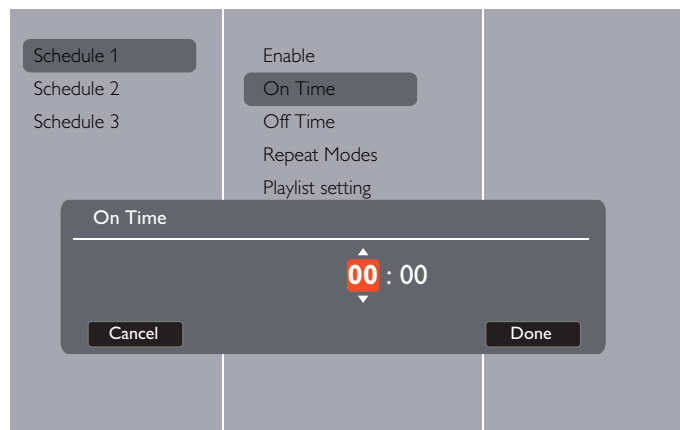 Schedule 1
Schedule 2
Schedule 3
Enable
On Time
Off Time
Repeat Modes
Playlist setting
On Time
00 : 00
Cancel
Done